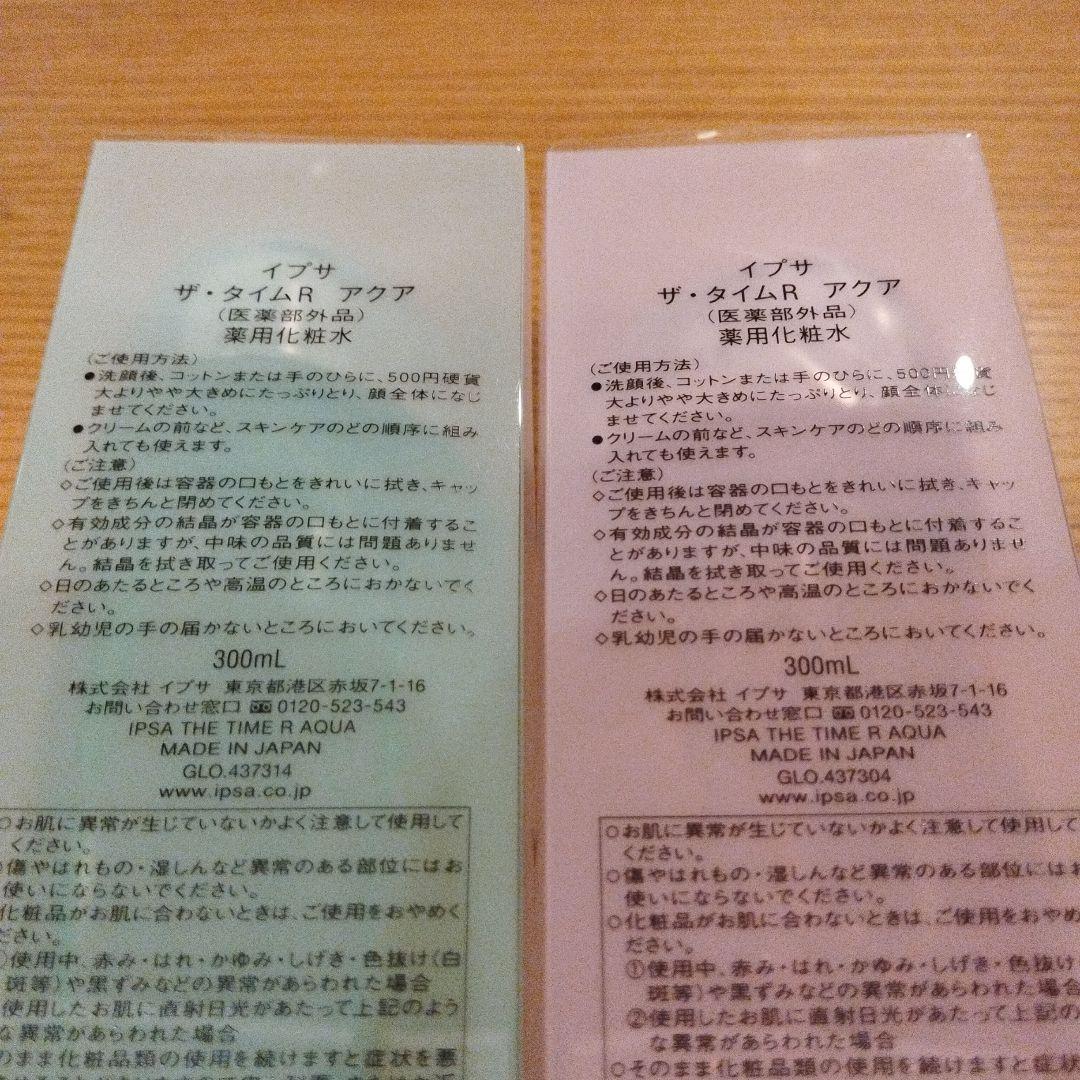 イプサ
ザ・タイムR アクア
(医薬部外品)
薬用化粧水
(ご使用方法)
●洗顔後、コットンまたは手のひらに、500円硬貨
大よりやや大きめにたっぷりとり、顔全体になじ
ませてください。
●クリームの前など、スキンケアのどの順序に組み
入れても使えます。
(ご注意)
◇ご使用後は容器の口もとをきれいに拭き、キャッ
プをきちんと閉めてください。
◇有効成分の結晶が容器の口もとに付着するこ
とがありますが、中味の品質には問題ありませ
ん。結晶を拭き取ってご使用ください。
◇日のあたるところや高温のところにおかないでく
ださい。
◇乳幼児の手の届かないところにおいてください。
300mL
株式会社 イプサ 東京都港区赤坂7-1-16
お問い合わせ窓口 0120-523-543
IPSA THE TIME R AQUA
MADE IN JAPAN
GLO.437314
www.ipsa.co.jp
○お肌に異常が生じていないかよく注意して使用して
ください。
○傷やはれもの・湿しんなど異常のある部位にはお
使いにならないでください。
化粧品がお肌に合わないときは、ご使用をおやめく
ださい。
①使用中、赤み・はれ・かゆみ・しげき・色抜け(白
斑等)や黒ずみなどの異常があらわれた場合
使用したお肌に直射日光があたって上記のよう
な異常があらわれた場合
のまま化粧品類の使用を続けますと症状を悪
イプサ
ザ・タイムR アクア
(医薬部外品)
薬用化粧水
(ご使用方法)
●洗顔後、コットンまたは手のひらに、500円硬貨
大よりやや大きめにたっぷりとり、顔全体になじ
ませてください。
●クリームの前など、スキンケアのどの順序に組み
入れても使えます。
(ご注意)
◇ご使用後は容器の口もとをきれいに拭き、キャッ
プをきちんと閉めてください。
◇有効成分の結晶が容器の口もとに付着するこ
とがありますが、中味の品質には問題ありませ
ん。結晶を拭き取ってご使用ください。
◇日のあたるところや高温のところにおかないでく
ださい。
◇乳幼児の手の届かないところにおいてください。
300mL
株式会社 イプサ 東京都港区赤坂7-1-16
お問い合わせ窓口 0120-523-543
IPSA THE TIME R AQUA
MADE IN JAPAN
GLO.437304
www.ipsa.co.jp
○お肌に異常が生じていないかよく注意して使用して
ください。
○傷やはれもの・湿しんなど異常のある部位にはお
使いにならないでください。
○化粧品がお肌に合わないときは、ご使用をおやめ
ださい。
①使用中、赤み・はれ・かゆみ・しげき・色抜け
斑等)や黒ずみなどの異常があらわれた場合
②使用したお肌に直射日光があたって上記の
な異常があらわれた場合
○そのまま化粧品類の使用を続けますと症状